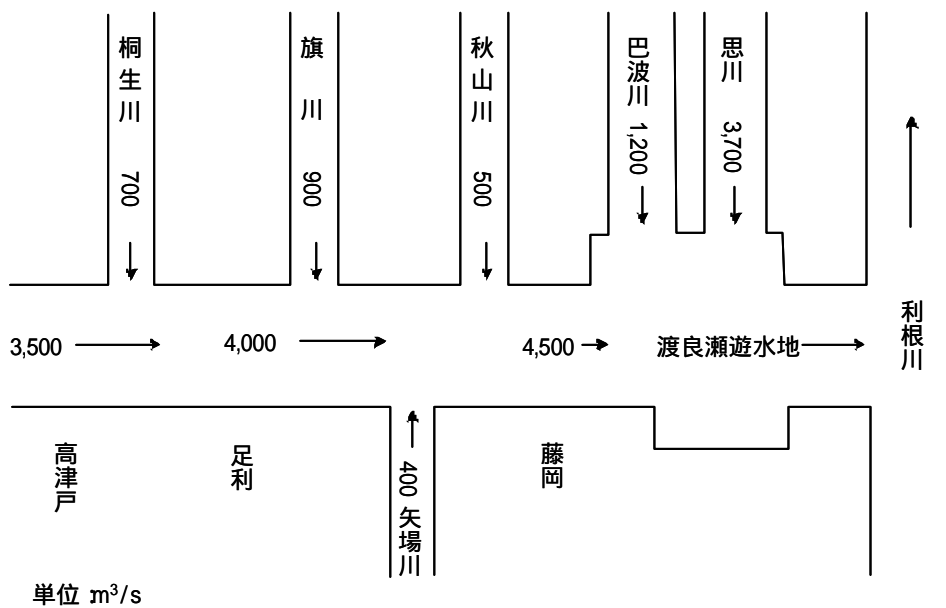 桐生川 700
旗川 900
秋山川 500
巴波川 1,200
思川 3,700
利根川
3,500
4,000
4,500
渡良瀬遊水地
高津戸
足利
400 矢場川
藤岡
単位 m³/s